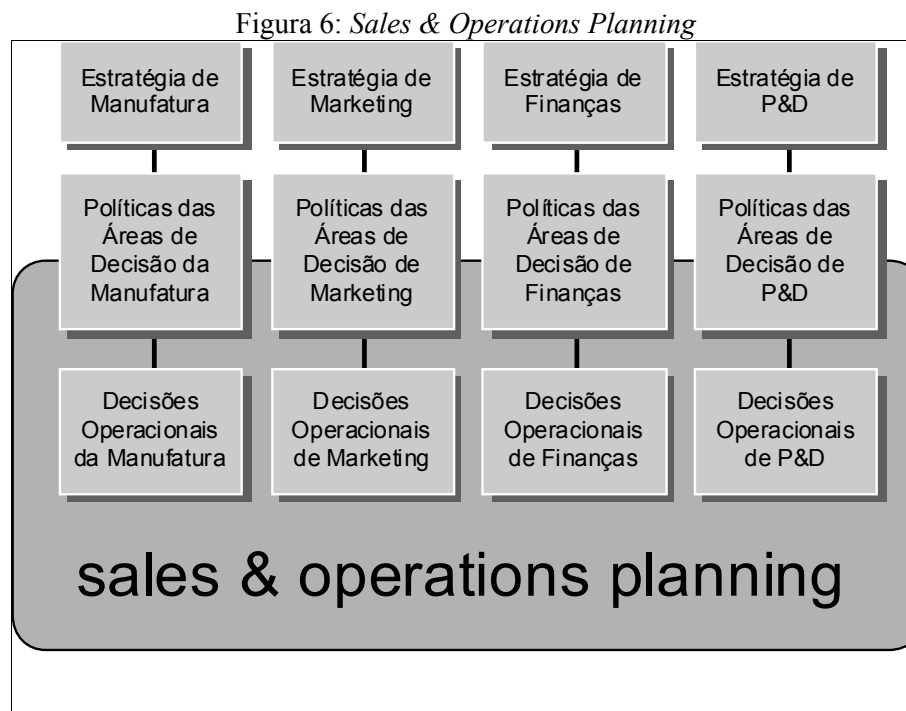 Figura 6: Sales & Operations Planning
Estratégia de
Manufatura
Estratégia de
Marketing
Estratégia de
Finanças
Estratégia de
P&D
Políticas das
Áreas de
Decisão da
Manufatura
Políticas das
Áreas de
Decisão de
Marketing
Políticas das
Áreas de
Decisão de
Finanças
Políticas das
Áreas de
Decisão de
P&D
Decisões
Operacionais
da Manufatura
Decisões
Operacionais
de Marketing
Decisões
Operacionais
de Finanças
Decisões
Operacionais
de P&D
sales & operations planning